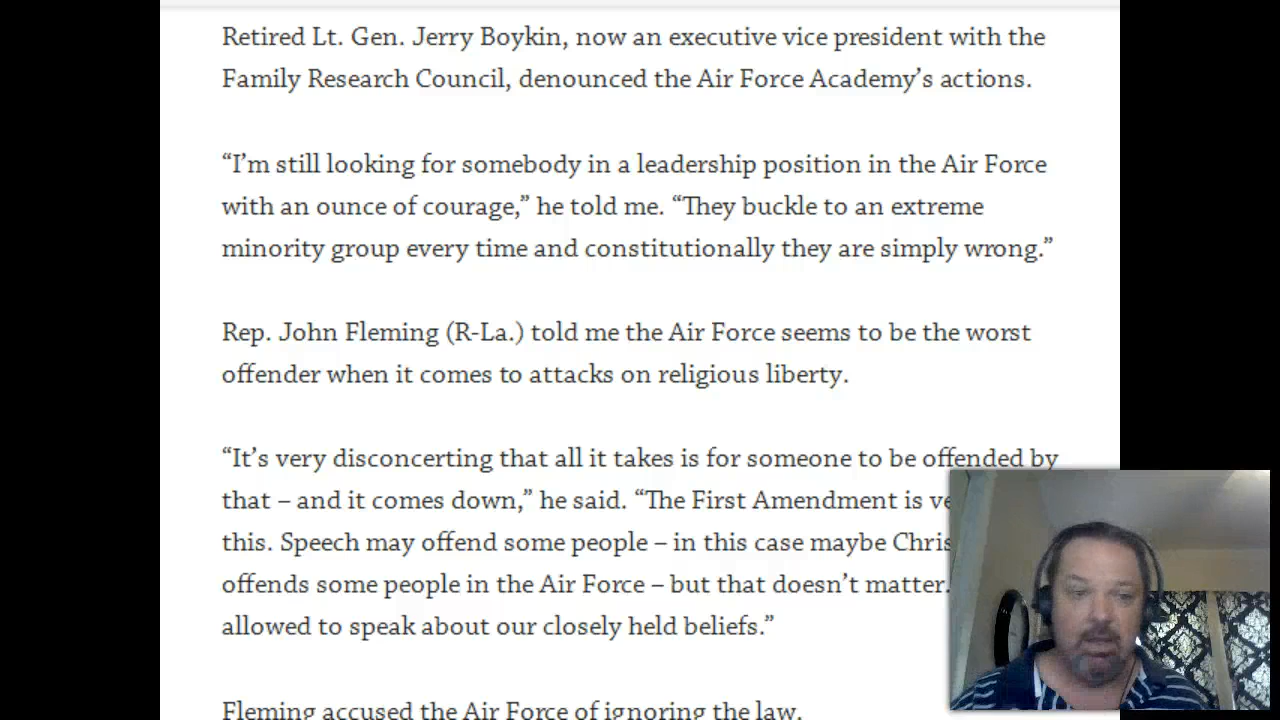 Retired Lt. Gen. Jerry Boykin, now an executive vice president with the
Family Research Council, denounced the Air Force Academy’s actions.
“I’m still looking for somebody in a leadership position in the Air Force
with an ounce of courage,” he told me. “They buckle to an extreme
minority group every time and constitutionally they are simply wrong.”
Rep. John Fleming (R-La.) told me the Air Force seems to be the worst
offender when it comes to attacks on religious liberty.
“It’s very disconcerting that all it takes is for someone to be offended by
that – and it comes down,” he said. “The First Amendment is
this. Speech may offend some people – in this case maybe
offends some people in the Air Force – but that doesn’t matter.
allowed to speak about our closely held beliefs.”
Fleming accused the Air Force of ignoring the law.